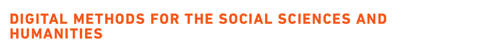 DIGITAL METHODS FOR THE SOCIAL SCIENCES AND
HUMANITIES